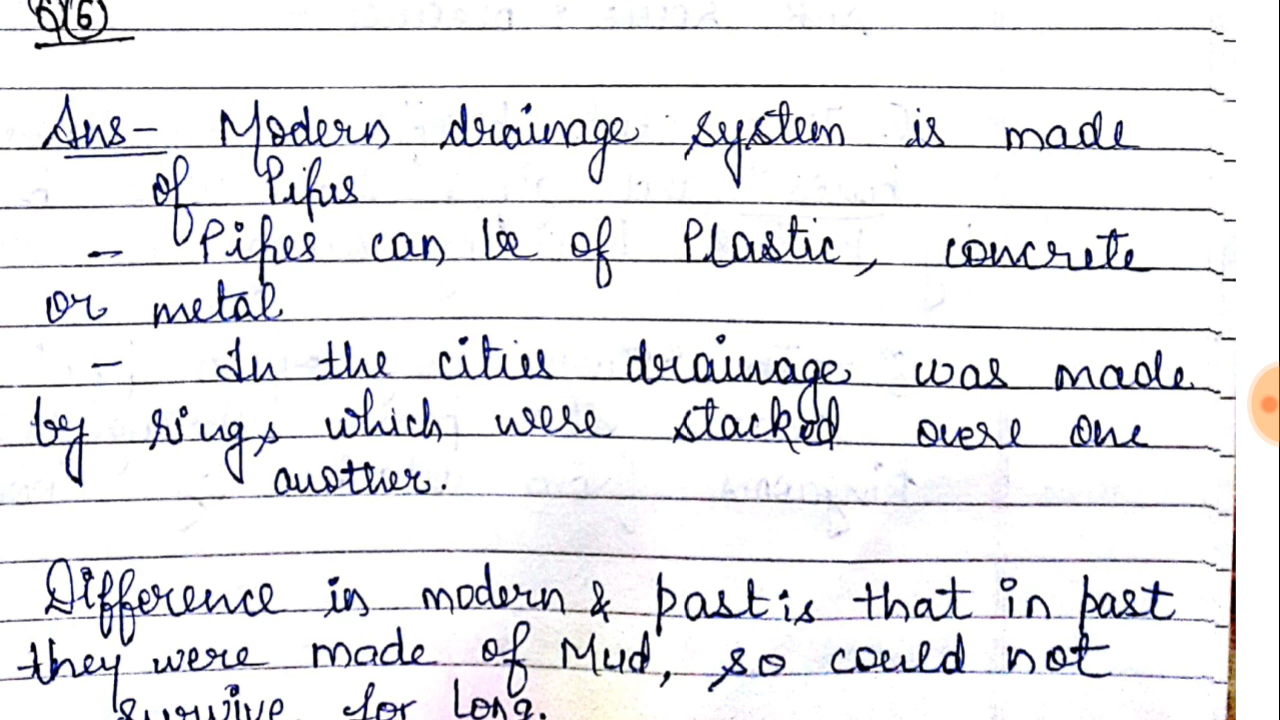 Q(6)
Ans- Modern drainage system is made
of Pipes
- Pipes can be of Plastic, concrete
or metal
- In the cities drainage was made
by rings which were stacked over one
another.
Difference in modern & past is that in past
they were made of Mud, so could not
survive for Long.